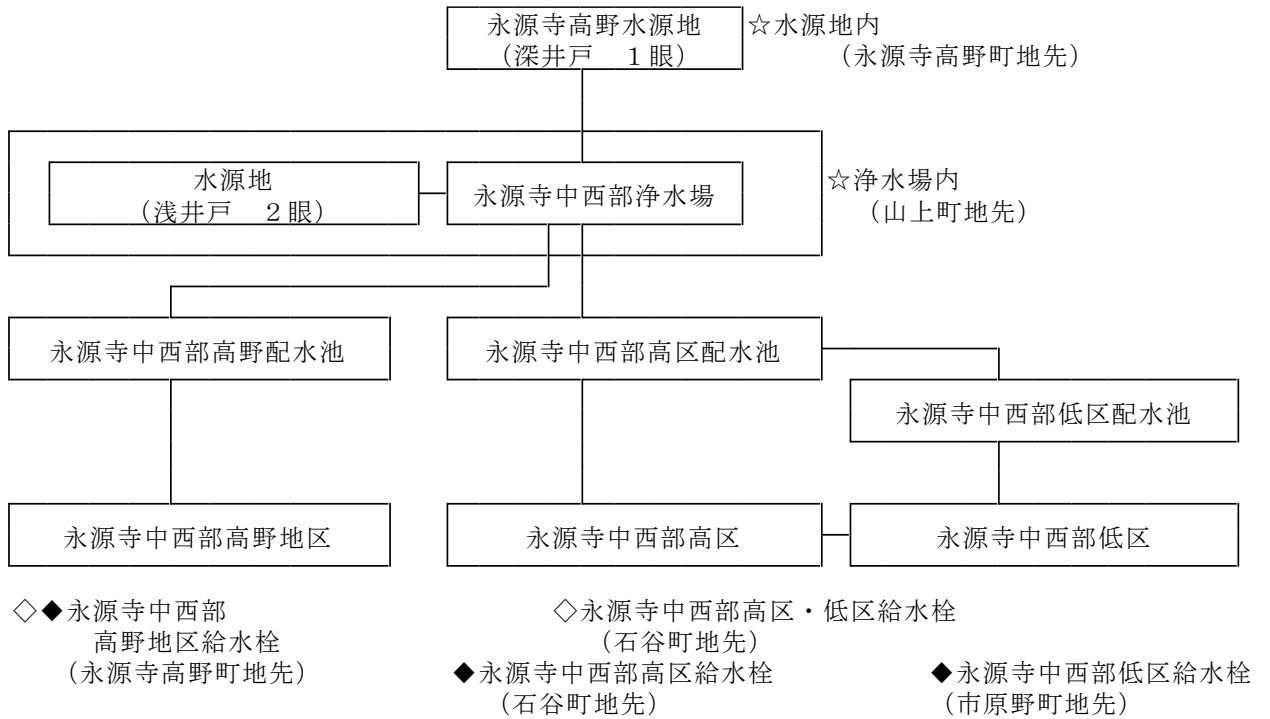 永源寺高野水源地
（深井戸　１眼）
☆水源地内
（永源寺高野町地先）
水源地
（浅井戸　２眼）
永源寺中西部浄水場
☆浄水場内
（山上町地先）
永源寺中西部高野配水池
永源寺中西部高区配水池
永源寺中西部低区配水池
永源寺中西部高野地区
永源寺中西部高区
永源寺中西部低区
◇◆永源寺中西部
高野地区給水栓
（永源寺高野町地先）
◇永源寺中西部高区・低区給水栓
（石谷町地先）
◆永源寺中西部高区給水栓
（石谷町地先）
◆永源寺中西部低区給水栓
（市原野町地先）